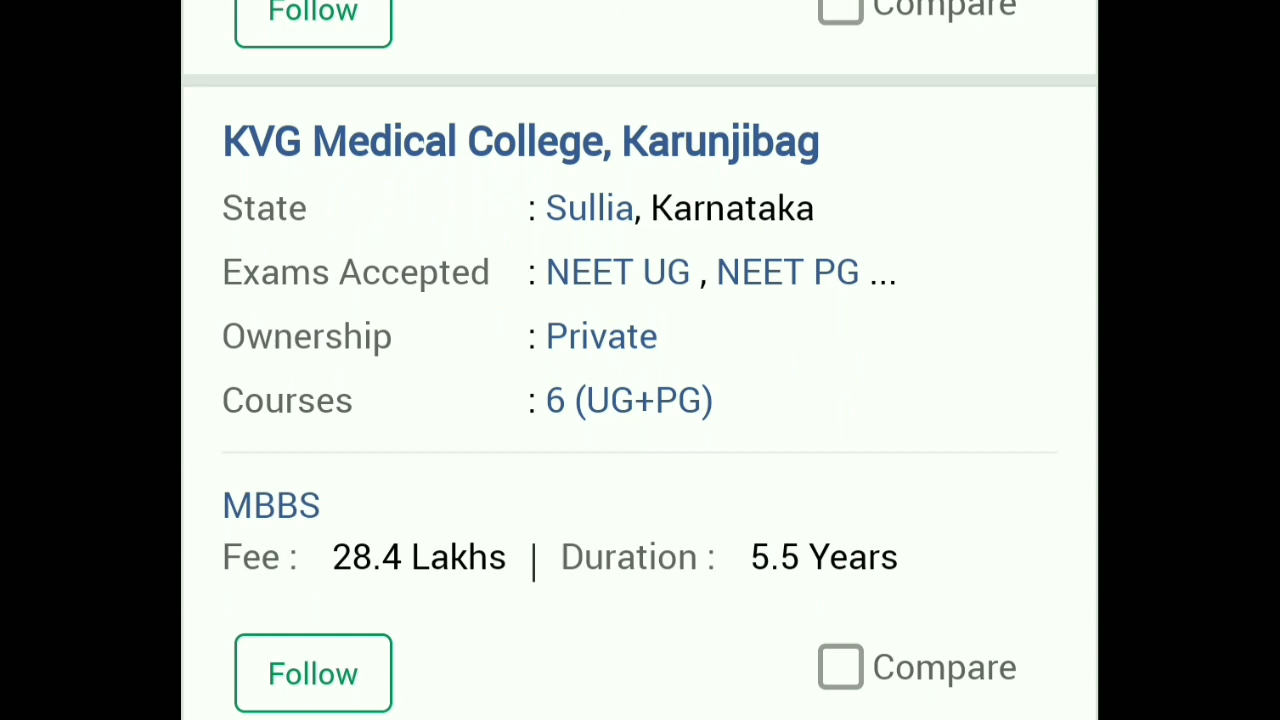 Follow
Compare
KVG Medical College, Karunjibag
State : Sullia, Karnataka
Exams Accepted : NEET UG , NEET PG ...
Ownership : Private
Courses : 6 (UG+PG)
MBBS
Fee : 28.4 Lakhs | Duration : 5.5 Years
Follow
Compare